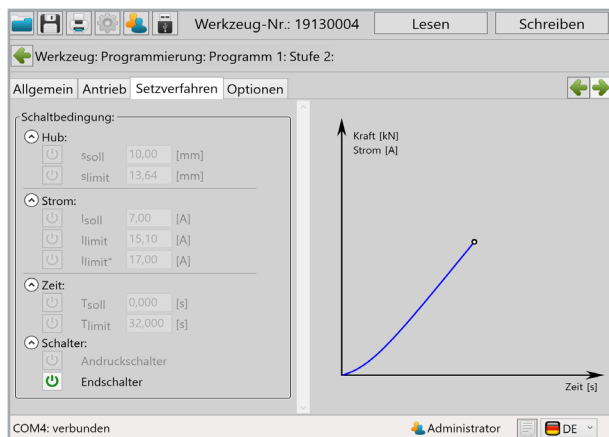 Werkzeug-Nr.: 19130004 Lesen Schreiben
Werkzeug: Programmierung: Programm 1: Stufe 2:
Allgemein Antrieb Setzverfahren Optionen
Schaltbedingung:
Hub:
ssoll 10,00 [mm]
slimit 13,64 [mm]
Strom:
Isoll 7,00 [A]
Ilimit 15,10 [A]
Ilimit" 17,00 [A]
Zeit:
Tsoll 0,000 [s]
Tlimit 32,000 [s]
Schalter:
Andruckschalter
Endschalter
Kraft [kN]
Strom [A]
Zeit [s]
COM4: verbunden Administrator DE